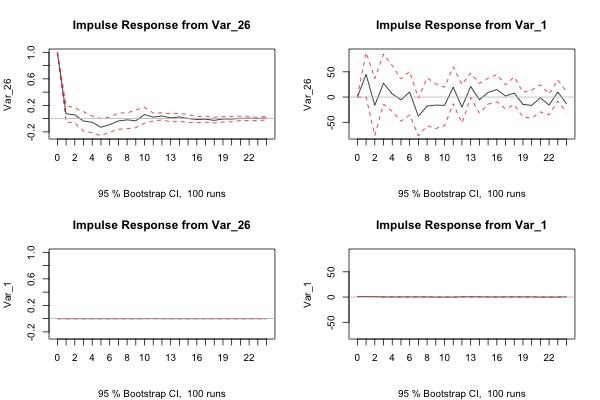 Impulse Response from Var_26
Var_26
1.0
0.6
0.2
-0.2
0 2 4 6 8 10 13 16 19 22
95 % Bootstrap CI, 100 runs
Impulse Response from Var_1
Var_26
50
0
-50
0 2 4 6 8 10 13 16 19 22
95 % Bootstrap CI, 100 runs
Impulse Response from Var_26
Var_1
1.0
0.6
0.2
-0.2
0 2 4 6 8 10 13 16 19 22
95 % Bootstrap CI, 100 runs
Impulse Response from Var_1
Var_1
50
0
-50
0 2 4 6 8 10 13 16 19 22
95 % Bootstrap CI, 100 runs